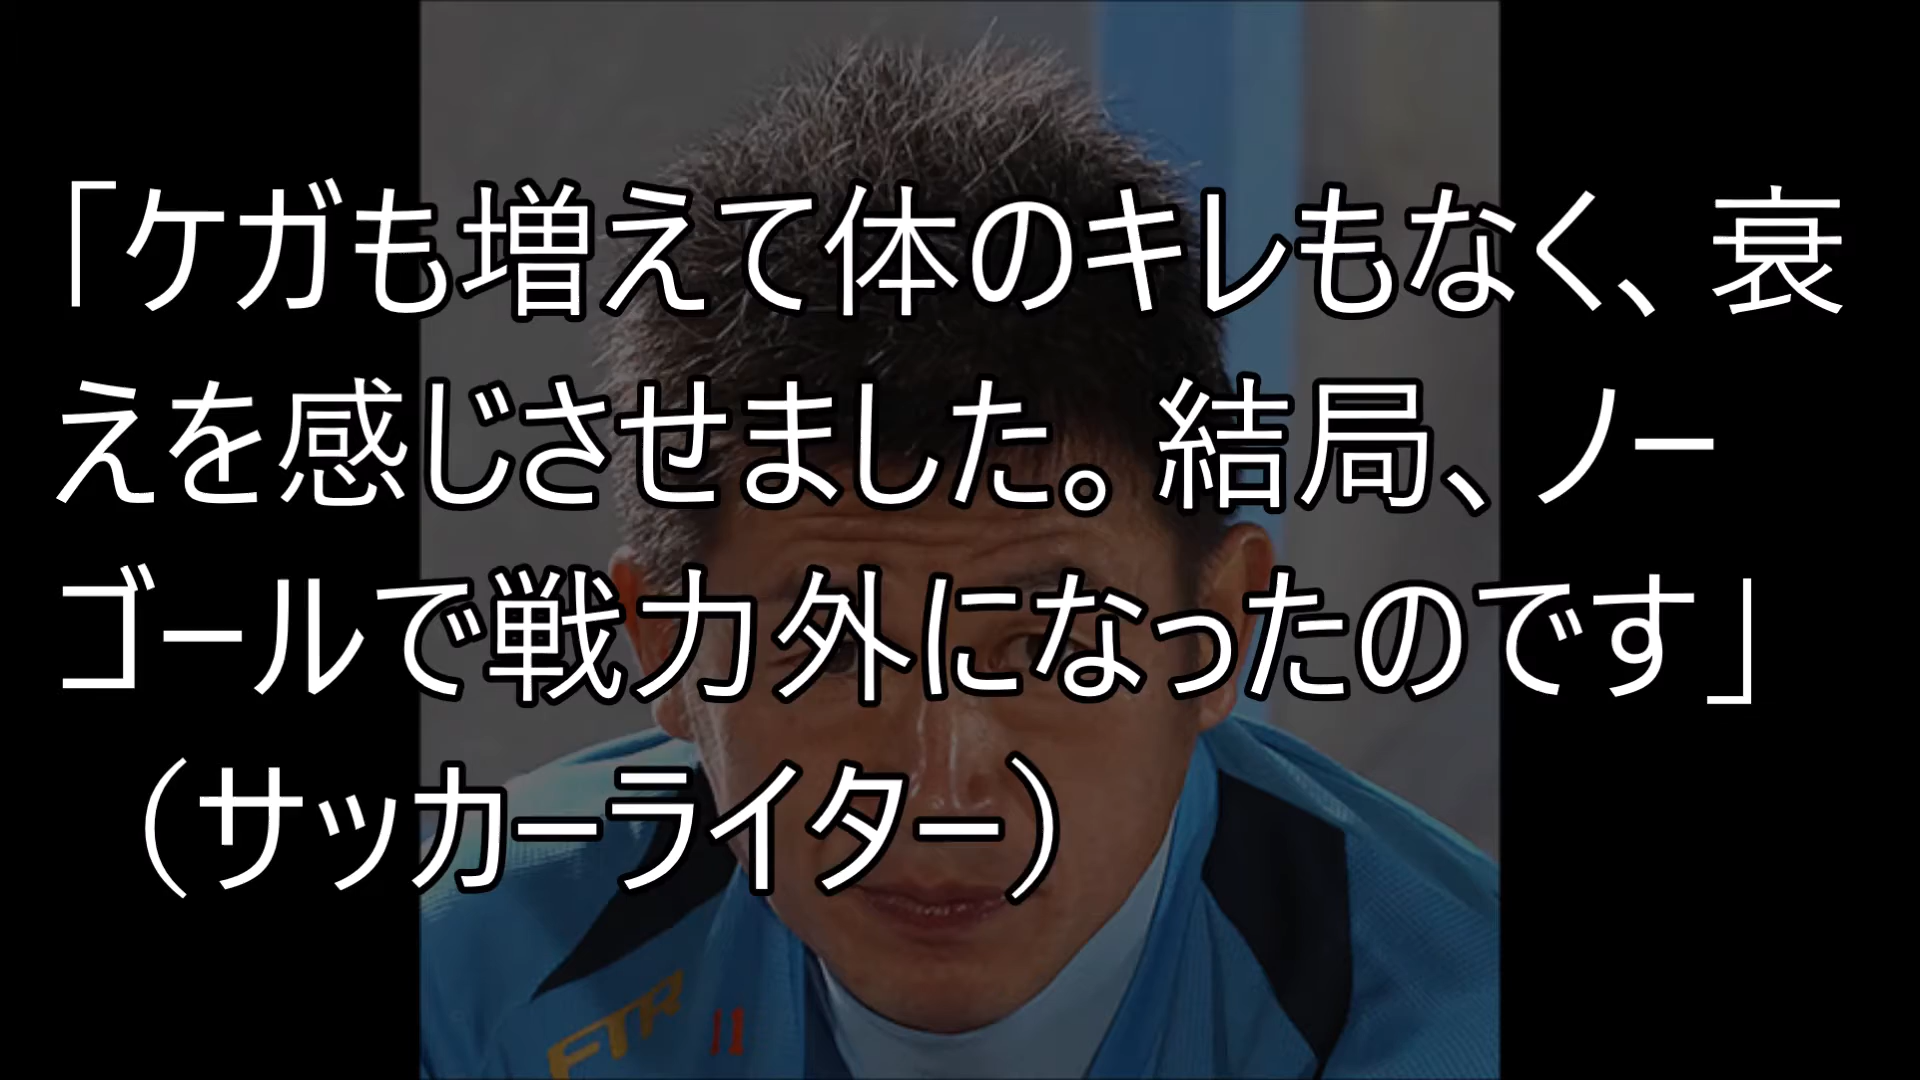 「ケガも増えて体のキレもなく、衰
えを感じさせました。結局、ノー
ゴールで戦力外になったのです」
（サッカーライター）
FTR 11